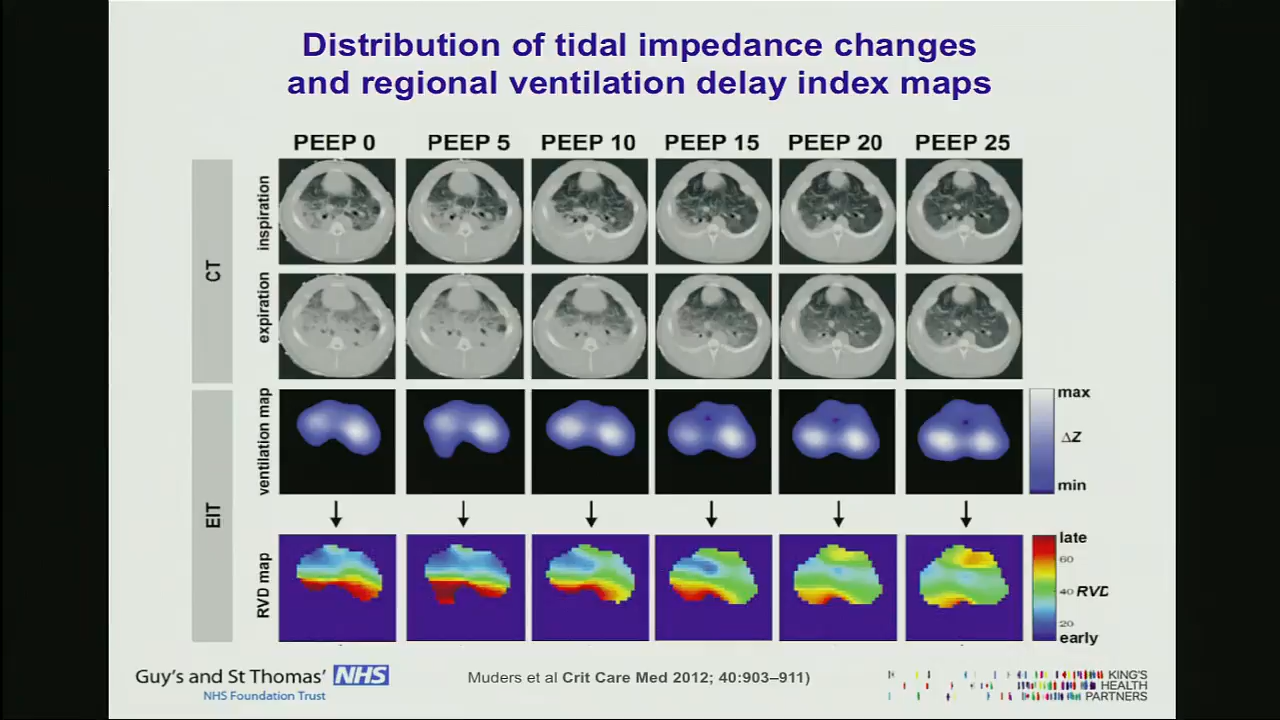 Distribution of tidal impedance changes
and regional ventilation delay index maps
PEEP 0 PEEP 5 PEEP 10 PEEP 15 PEEP 20 PEEP 25
CT
inspiration
expiration
EIT
ventilation map
max
ΔZ
min
RVD map
late
60
40 RVD
20
early
Guy's and St Thomas' NHS
NHS Foundation Trust
Muders et al Crit Care Med 2012; 40:903–911)
KING'S
HEALTH
PARTNERS